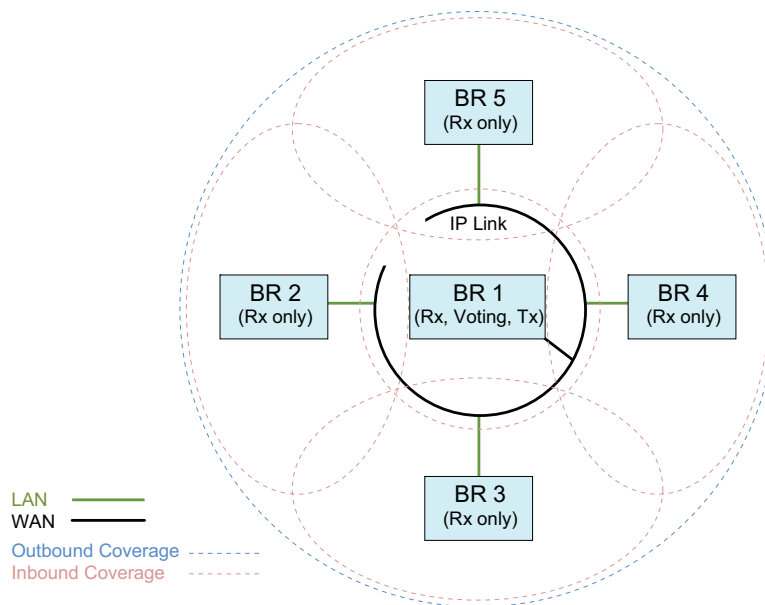 BR 5
(Rx only)
IP Link
BR 2
(Rx only)
BR 1
(Rx, Voting, Tx)
BR 4
(Rx only)
BR 3
(Rx only)
LAN
WAN
Outbound Coverage
Inbound Coverage